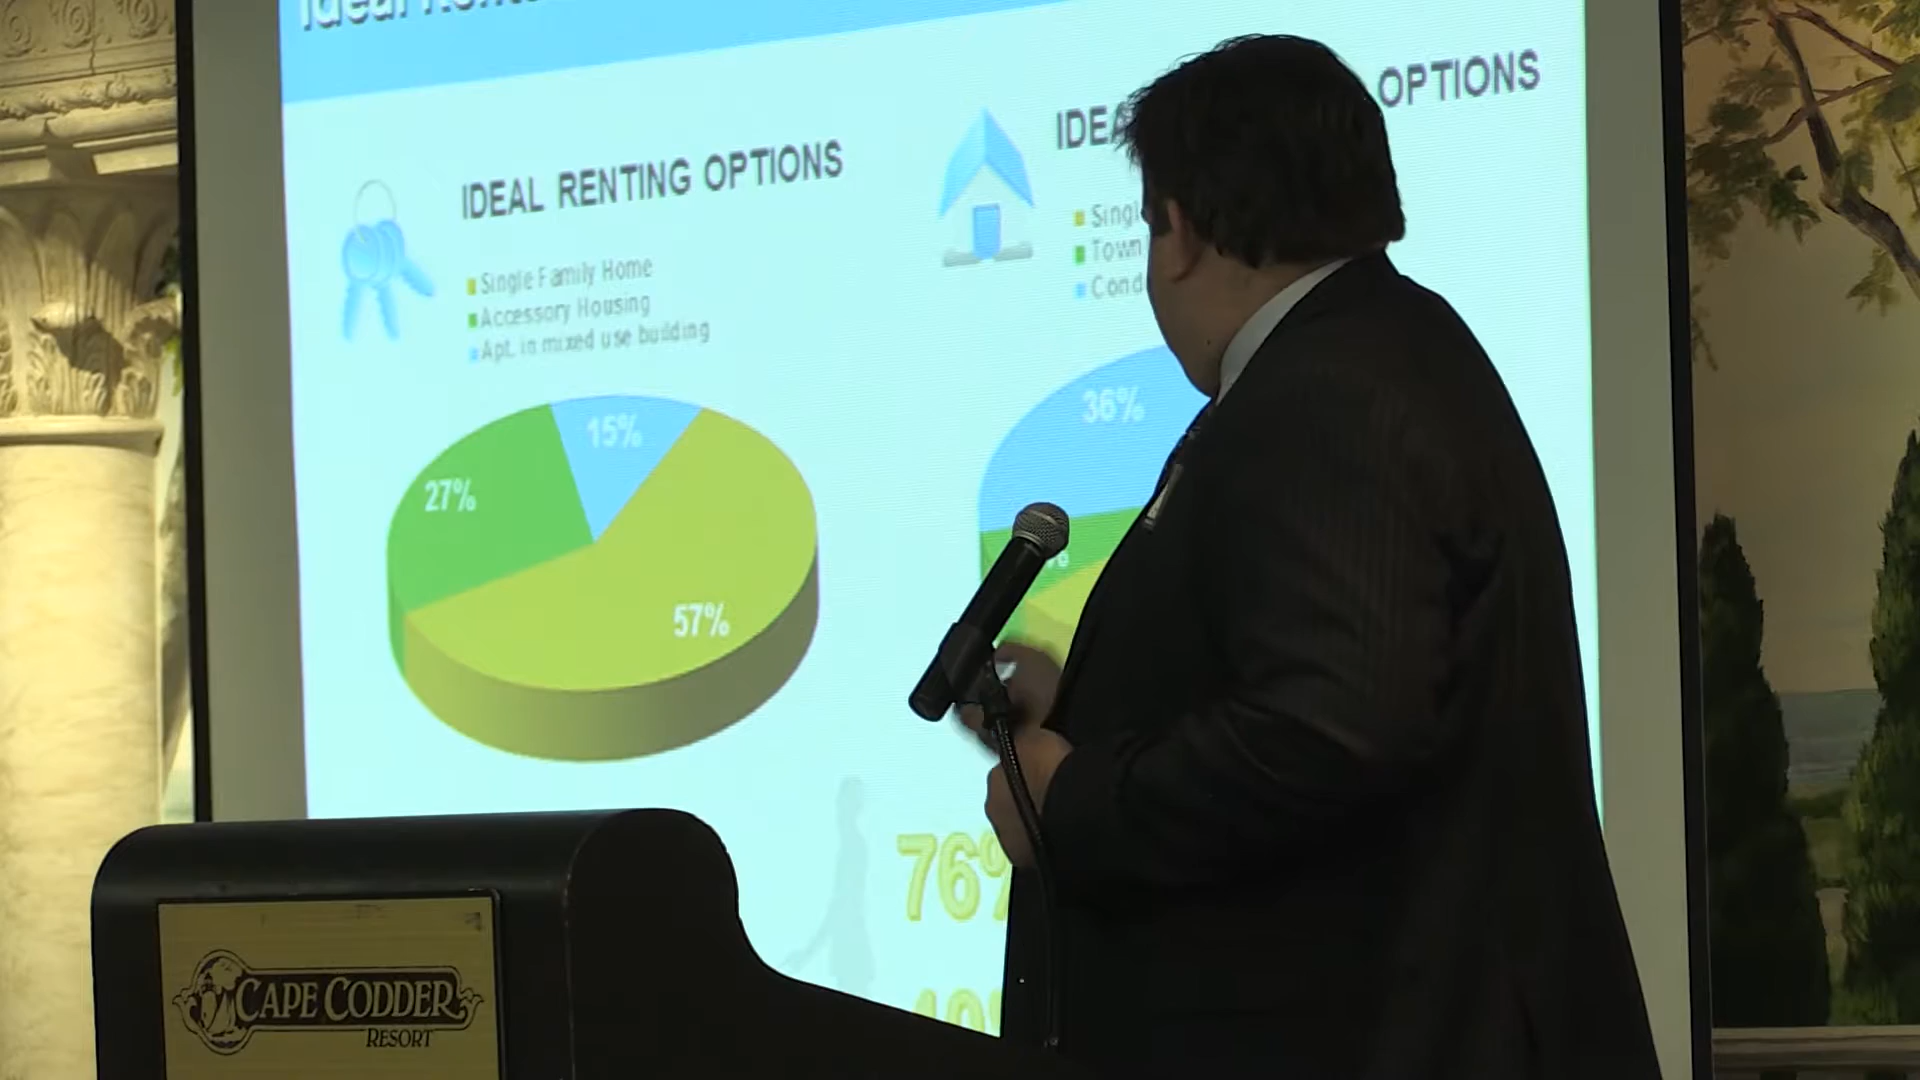 Ideal
IDEAL RENTING OPTIONS
Single Family Home
Accessory Housing
Apt. in mixed use building
15%
27%
57%
IDEA OPTIONS
Singl
Town
Cond
36%
%
76%
CAPE CODDER
RESORT